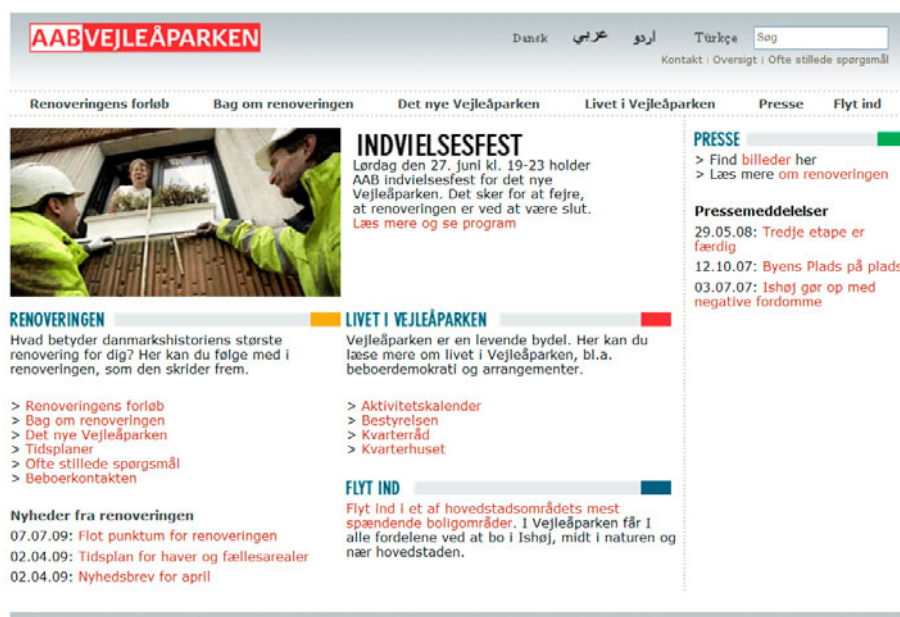 AABVEJLEÅPARKEN
Dansk عربي اردو Türkçe Søg
Kontakt | Oversigt | Ofte stillede spørgsmål
Renoveringens forløb Bag om renoveringen Det nye Vejleåparken Livet i Vejleåparken Presse Flyt ind
INDVIELSESFEST
Lørdag den 27. juni kl. 19-23 holder
AAB indvielsesfest for det nye
Vejleåparken. Det sker for at fejre,
at renoveringen er ved at være slut.
Læs mere og se program
PRESSE
> Find billeder her
> Læs mere om renoveringen
Pressemeddelelser
29.05.08: Tredje etape er
færdig
12.10.07: Byens Plads på plads
03.07.07: Ishøj gør op med
negative fordomme
RENOVERINGEN
Hvad betyder danmarkshistoriens største
renovering for dig? Her kan du følge med i
renoveringen, som den skrider frem.
> Renoveringens forløb
> Bag om renoveringen
> Det nye Vejleåparken
> Tidsplaner
> Ofte stillede spørgsmål
> Beboerkontakten
Nyheder fra renoveringen
07.07.09: Flot punktum for renoveringen
02.04.09: Tidsplan for haver og fællesarealer
02.04.09: Nyhedsbrev for april
LIVET I VEJLEÅPARKEN
Vejleåparken er en levende bydel. Her kan du
læse mere om livet i Vejleåparken, bl.a.
beboerdemokrati og arrangementer.
> Aktivitetskalender
> Bestyrelsen
> Kvarterråd
> Kvarterhuset
FLYT IND
Flyt ind i et af hovedstadsområdets mest
spændende boligområder. I Vejleåparken får I
alle fordelene ved at bo i Ishøj, midt i naturen og
nær hovedstaden.